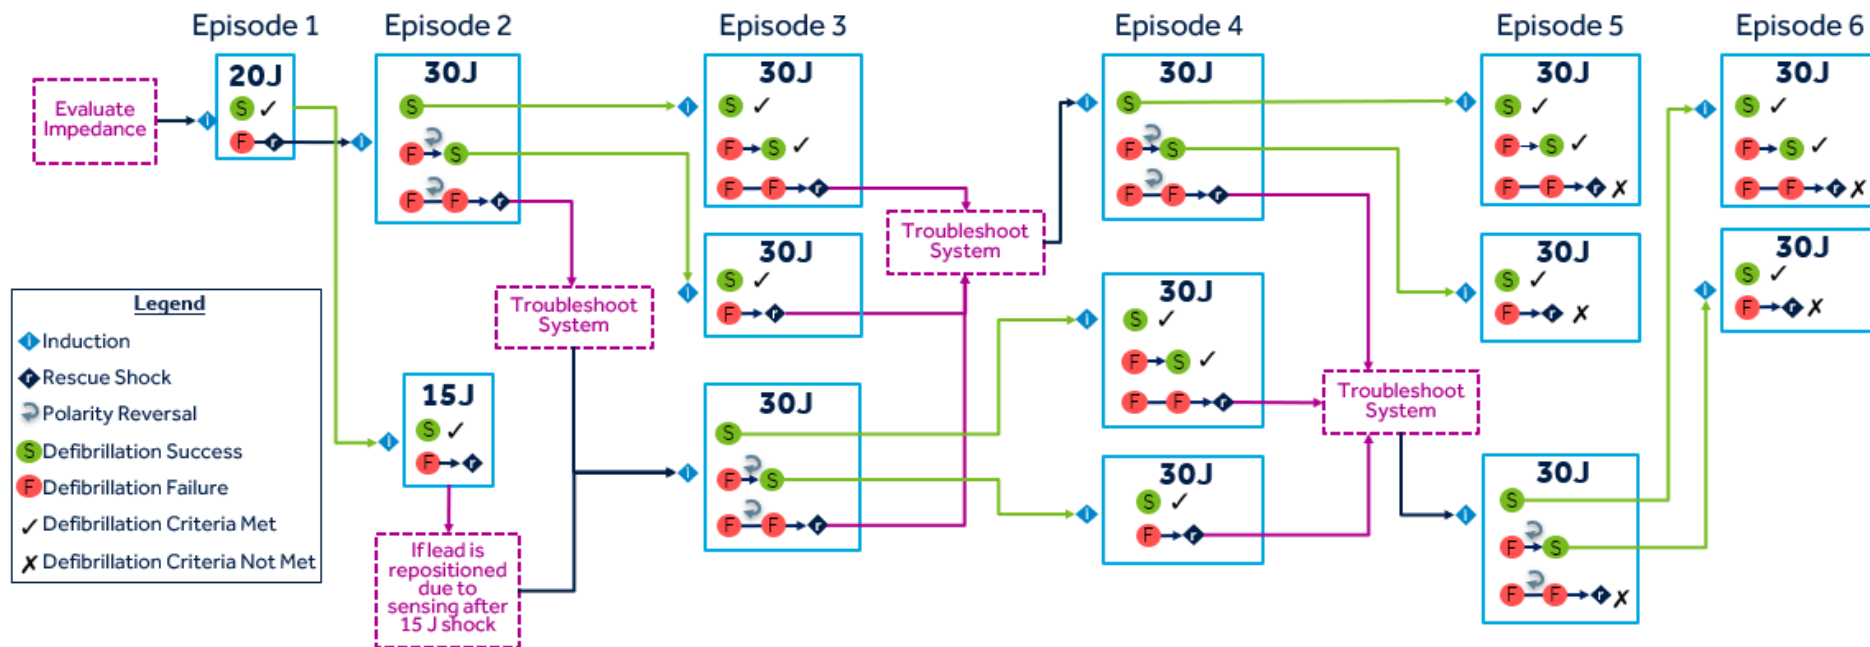 Episode 1
Episode 2
Episode 3
Episode 4
Episode 5
Episode 6
Evaluate
Impedance
i
20J
S ✓
F r
i
30J
S
F S
F F r
Troubleshoot
System
i
15J
S ✓
F r
If lead is
repositioned
due to
sensing after
15 J shock
i
30J
S ✓
F S ✓
F F r
i
30J
S ✓
F r
i
30J
S
F S
F F r
Troubleshoot
System
i
30J
S
F S
F F r
i
30J
S ✓
F S ✓
F F r
i
30J
S ✓
F r
Troubleshoot
System
i
30J
S ✓
F S ✓
F F r ✗
i
30J
S ✓
F r ✗
i
30J
S
F S
F F r ✗
i
30J
S ✓
F S ✓
F F r ✗
i
30J
S ✓
F r ✗
Legend
i Induction
r Rescue Shock
Polarity Reversal
S Defibrillation Success
F Defibrillation Failure
✓ Defibrillation Criteria Met
✗ Defibrillation Criteria Not Met